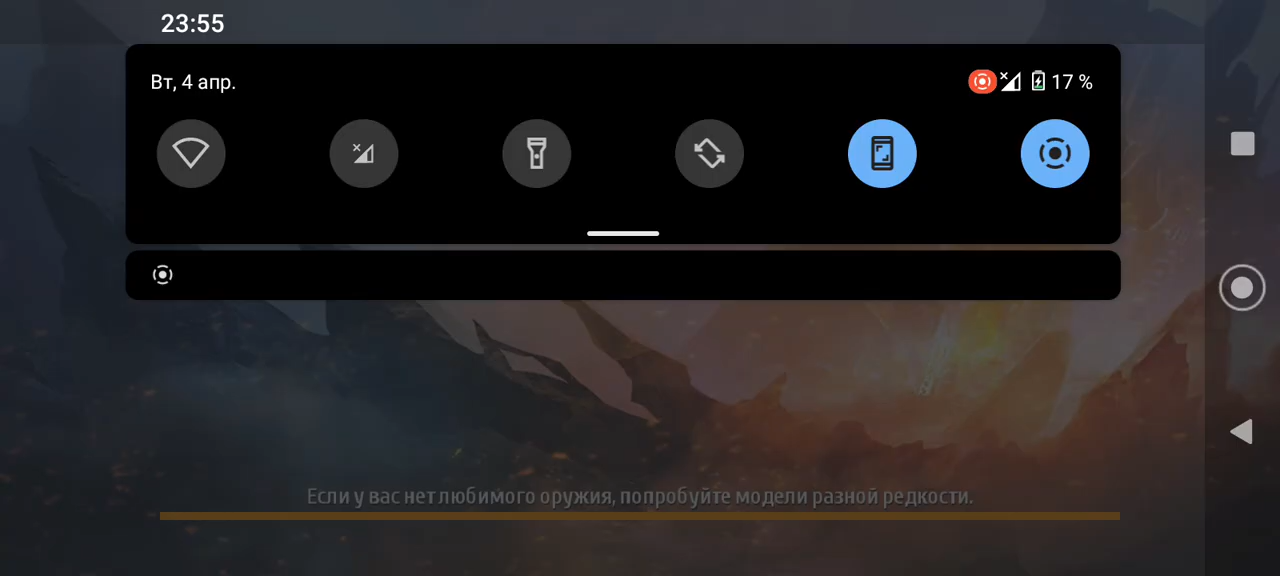 23:55
Вт, 4 апр.
17 %
Если у вас нет любимого оружия, попробуйте модели разной редкости.